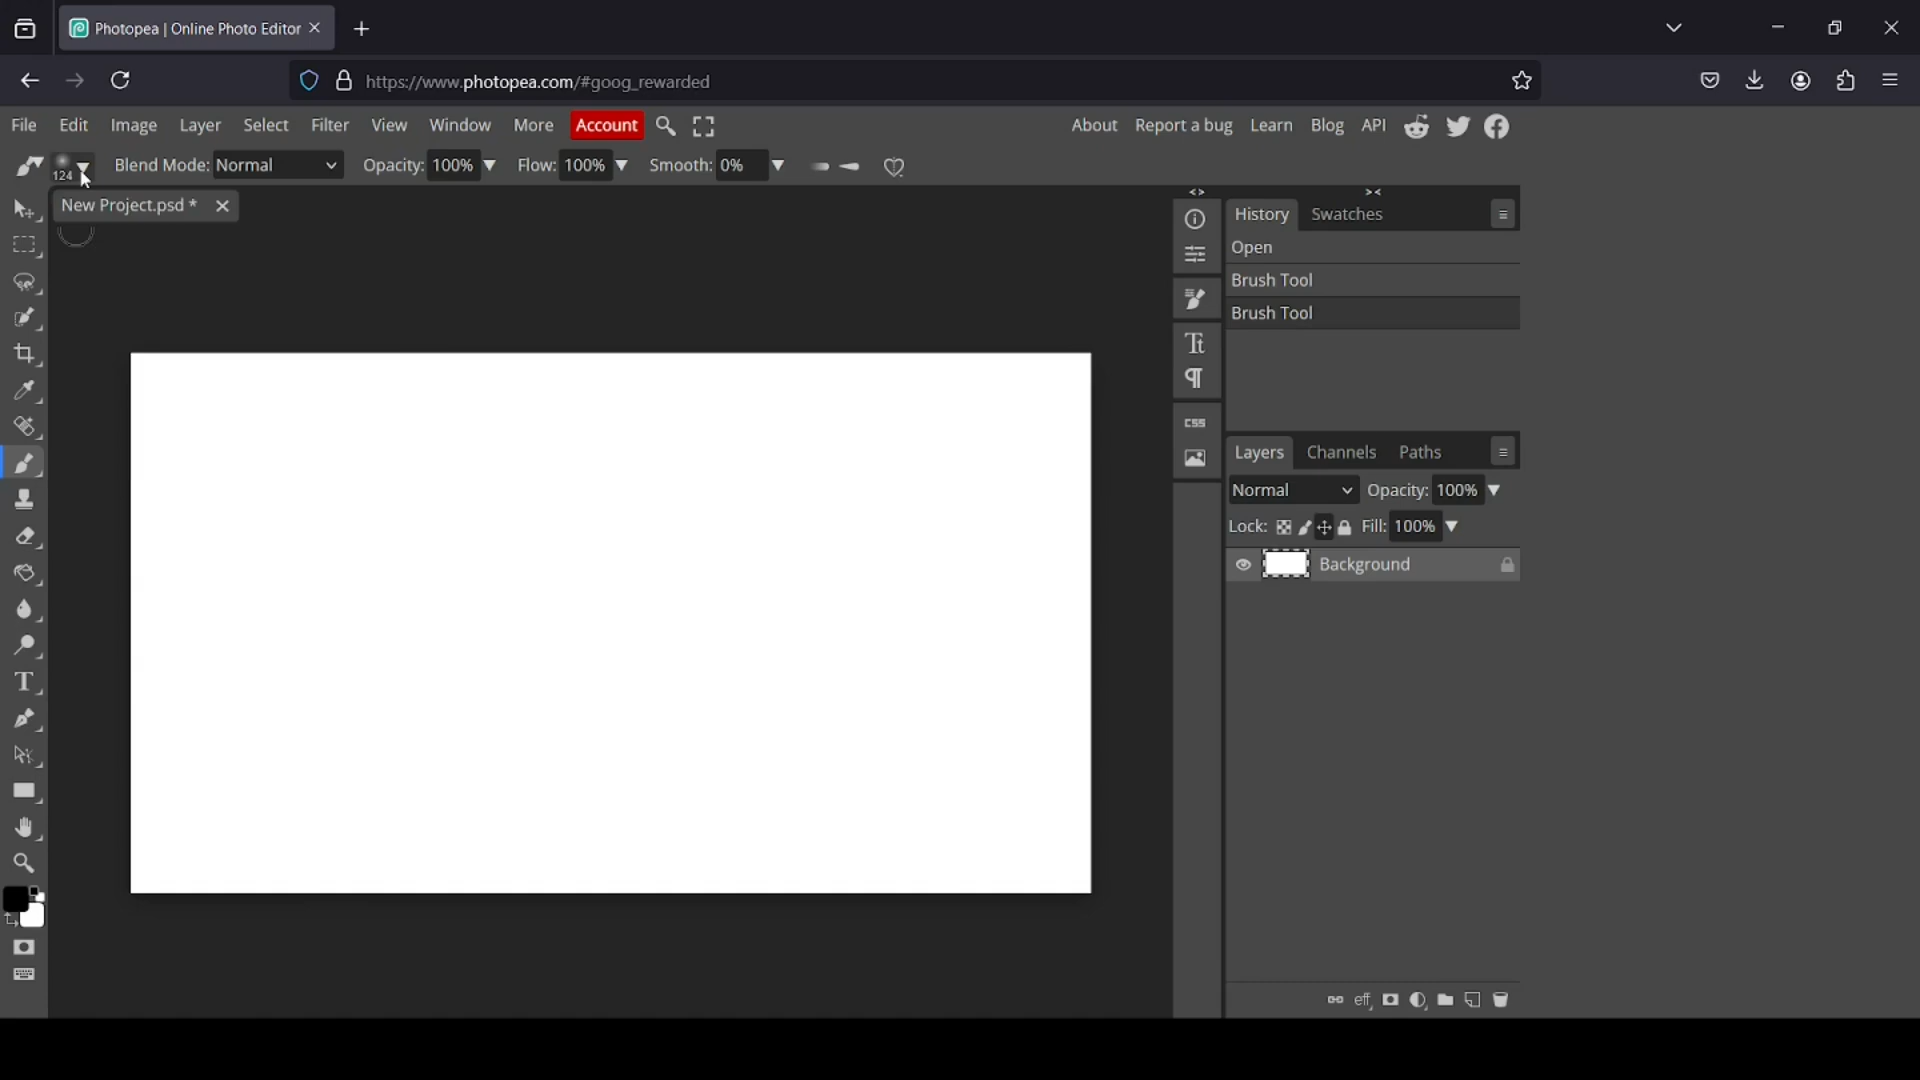 Photopea | Online Photo Editor
https://www.photopea.com/#goog_rewarded
File Edit Image Layer Select Filter View Window More Account About Report a bug Learn Blog API
124 Blend Mode: Normal Opacity: 100% Flow: 100% Smooth: 0%
New Project.psd *
History Swatches
Open
Brush Tool
Brush Tool
CSS
Layers Channels Paths
Normal Opacity: 100%
Lock: Fill: 100%
Background
eff